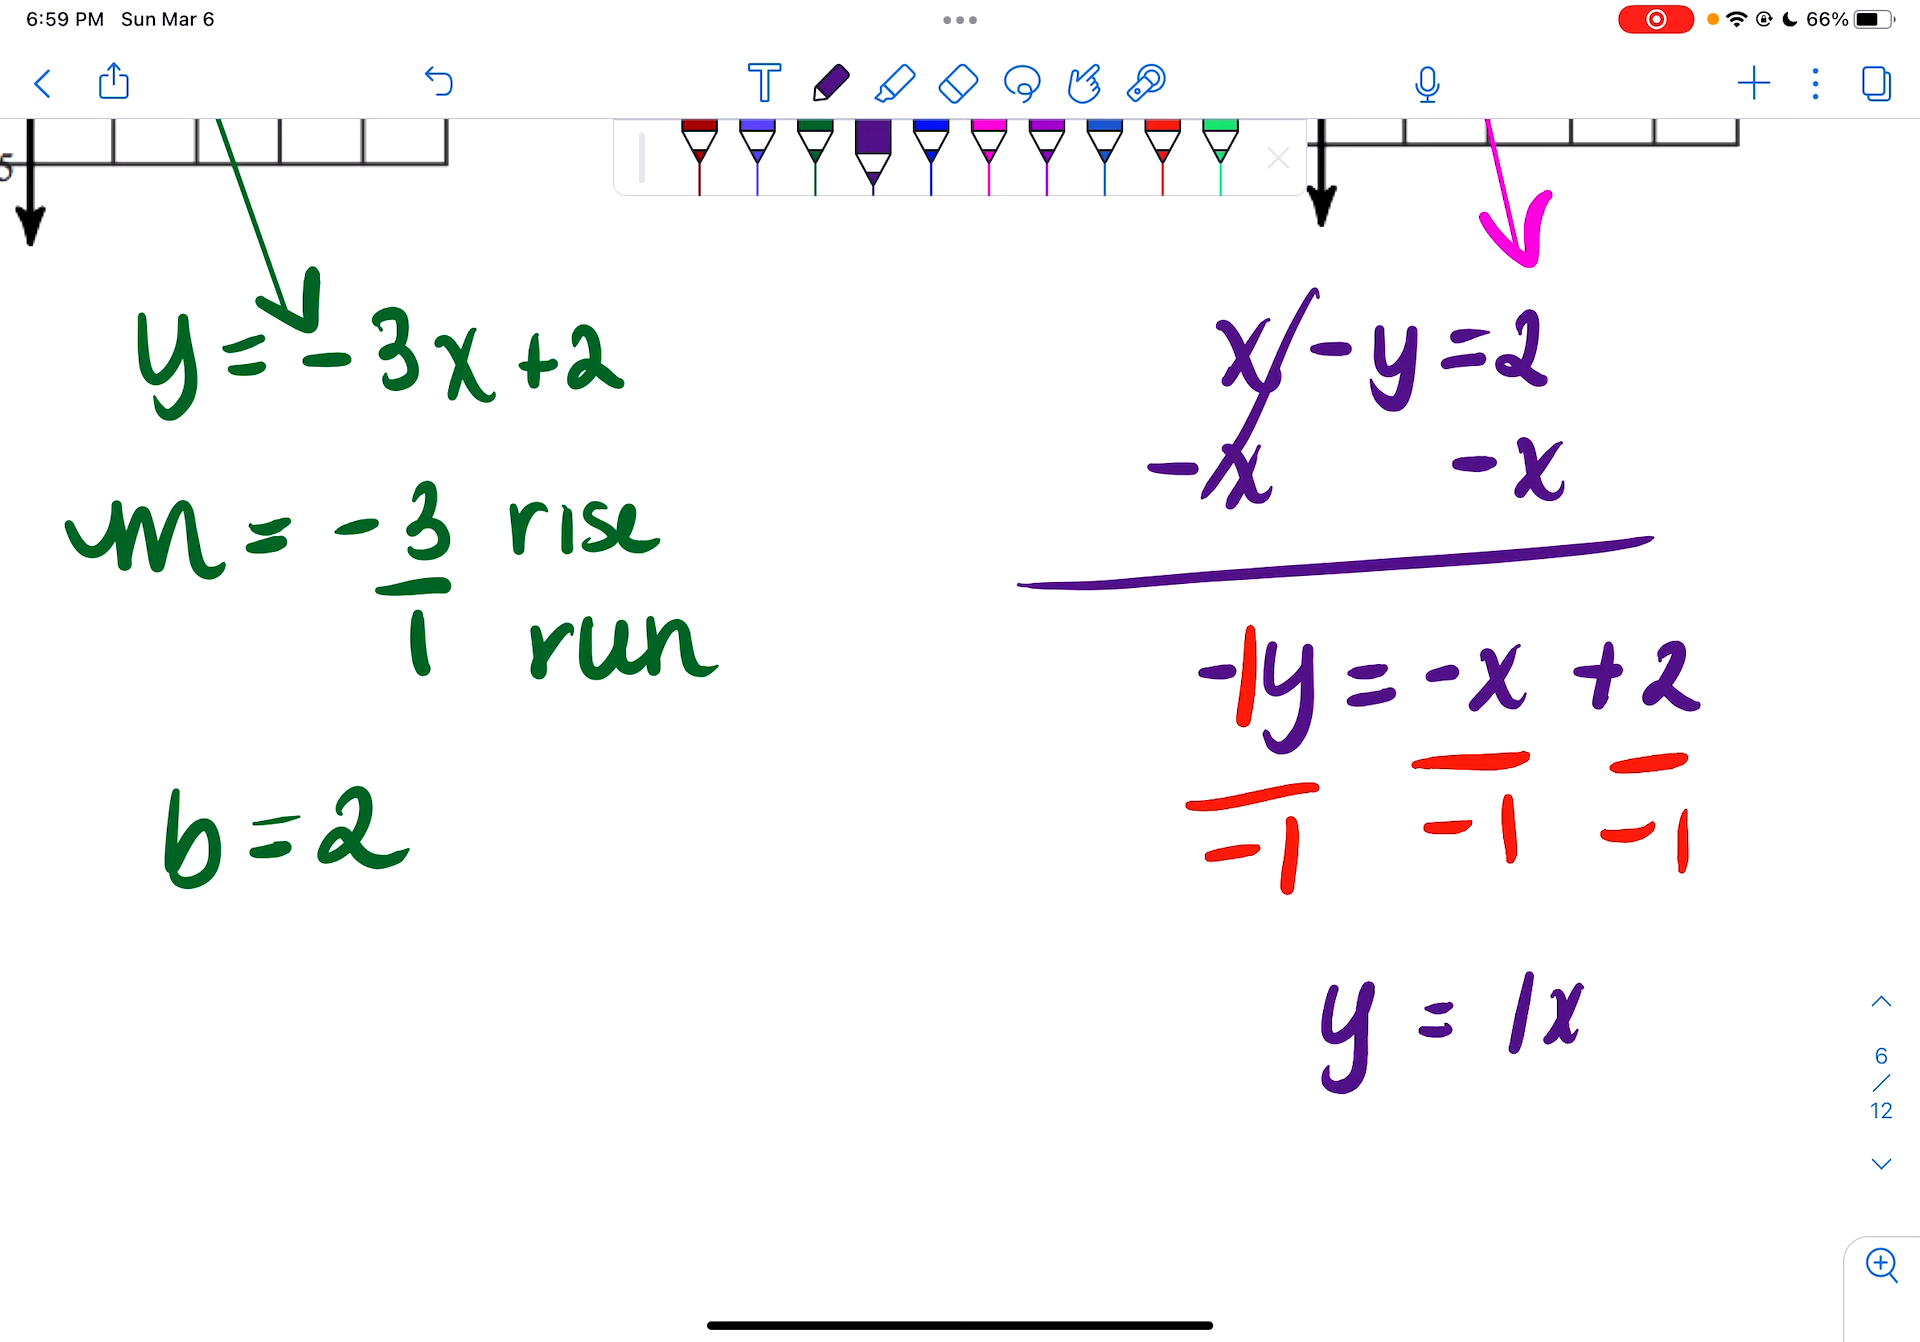 6:59 PM Sun Mar 6
66%
T
5
y = -3x + 2
m = -3 rise
1 run
b = 2
x - y = 2
-x -x
-1y = -x + 2
-1 -1 -1
y = 1x
6
/
12